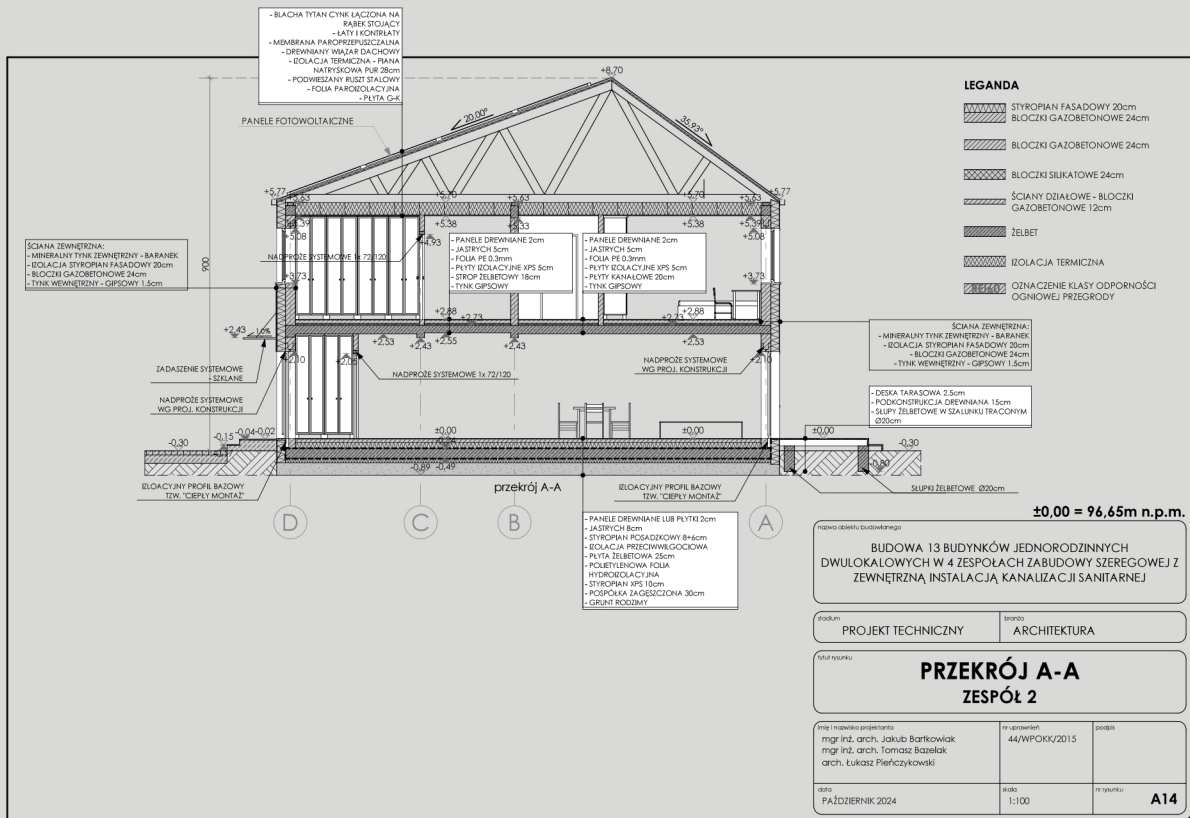 - BLACHA TYTAN CYNK ŁĄCZONA NA
RĄBEK STOJĄCY
- ŁATY I KONTRŁATY
- MEMBRANA PAROPRZEPUSZCZALNA
- DREWNIANY WIĄZAR DACHOWY
- IZOLACJA TERMICZNA - PIANA
NATRYSKOWA PUR 28cm
- PODWIESZANY RUSZT STALOWY
- FOLIA PAROIZOLACYJNA
- PŁYTA G-K
PANELE FOTOWOLTAICZNE
+8,70
20.00°
35,93°
900
LEGANDA
STYROPIAN FASADOWY 20cm
BLOCZKI GAZOBETONOWE 24cm
BLOCZKI GAZOBETONOWE 24cm
BLOCZKI SILIKATOWE 24cm
ŚCIANY DZIAŁOWE - BLOCZKI
GAZOBETONOWE 12cm
ŻELBET
IZOLACJA TERMICZNA
REI60
OZNACZENIE KLASY ODPORNOŚCI
OGNIOWEJ PRZEGRODY
+5,77 +5,63 +5,70 +5,63 +5,70 +5,63 +5,77
+5,39 +5,38 +5,33 +5,38 +5,39
+5,08 +4,93 +5,08
NADPROŻE SYSTEMOWE 1x 72/120
ŚCIANA ZEWNĘTRZNA:
- MINERALNY TYNK ZEWNĘTRZNY - BARANEK
- IZOLACJA STYROPIAN FASADOWY 20cm
- BLOCZKI GAZOBETONOWE 24cm
- TYNK WEWNĘTRZNY - GIPSOWY 1.5cm
- PANELE DREWNIANE 2cm
- JASTRYCH 5cm
- FOLIA PE 0.3mm
- PŁYTY IZOLACYJNE XPS 5cm
- STROP ŻELBETOWY 18cm
- TYNK GIPSOWY
- PANELE DREWNIANE 2cm
- JASTRYCH 5cm
- FOLIA PE 0.3mm
- PŁYTY IZOLACYJNE XPS 5cm
- PŁYTY KANAŁOWE 20cm
- TYNK GIPSOWY
+3,73 +3,73
+2,88 +2,73 +2,73 +2,88
+2,43 10%
+2,53 +2,43 +2,55 +2,43 +2,53
+2,10 +2,05 +2,10
ZADASZENIE SYSTEMOWE
- SZKLANE
NADPROŻE SYSTEMOWE
WG PROJ. KONSTRUKCJI
NADPROŻE SYSTEMOWE 1x 72/120
NADPROŻE SYSTEMOWE
WG PROJ. KONSTRUKCJI
ŚCIANA ZEWNĘTRZNA:
- MINERALNY TYNK ZEWNĘTRZNY - BARANEK
- IZOLACJA STYROPIAN FASADOWY 20cm
- BLOCZKI GAZOBETONOWE 24cm
- TYNK WEWNĘTRZNY - GIPSOWY 1.5cm
- DESKA TARASOWA 2,5cm
- PODKONSTRUKCJA DREWNIANA 15cm
- SŁUPY ŻELBETOWE W SZALUNKU TRACONYM
Ø20cm
-0,30 -0,15 -0,04 -0,02 ±0,00 ±0,00 ±0,00 -0,30
-0,24
-0,89 -0,49 -0,80
IZLOACYJNY PROFIL BAZOWY
TZW. "CIEPŁY MONTAŻ"
przekrój A-A
IZLOACYJNY PROFIL BAZOWY
TZW. "CIEPŁY MONTAŻ"
SŁUPKI ŻELBETOWE Ø20cm
D C B A
- PANELE DREWNIANE LUB PŁYTKI 2cm
- JASTRYCH 8cm
- STYROPIAN POSADZKOWY 8+6cm
- IZOLACJA PRZECIWWILGOCIOWA
- PŁYTA ŻELBETOWA 25cm
- POLIETYLENOWA FOLIA
HYDROIZOLACYJNA
- STYROPIAN XPS 10cm
- POSPÓŁKA ZAGĘSZCZONA 30cm
- GRUNT RODZIMY
±0,00 = 96,65m n.p.m.
nazwa obiektu budowlanego
BUDOWA 13 BUDYNKÓW JEDNORODZINNYCH
DWULOKALOWYCH W 4 ZESPOŁACH ZABUDOWY SZEREGOWEJ Z
ZEWNĘTRZNĄ INSTALACJĄ KANALIZACJI SANITARNEJ
stadium
PROJEKT TECHNICZNY
branża
ARCHITEKTURA
tytuł rysunku
PRZEKRÓJ A-A
ZESPÓŁ 2
imię i nazwisko projektanta
mgr inż. arch. Jakub Bartkowiak
mgr inż. arch. Tomasz Bazelak
arch. Łukasz Pieńczykowski
nr uprawnień
44/WPOKK/2015
podpis
data
PAŹDZIERNIK 2024
skala
1:100
nr rysunku
A14